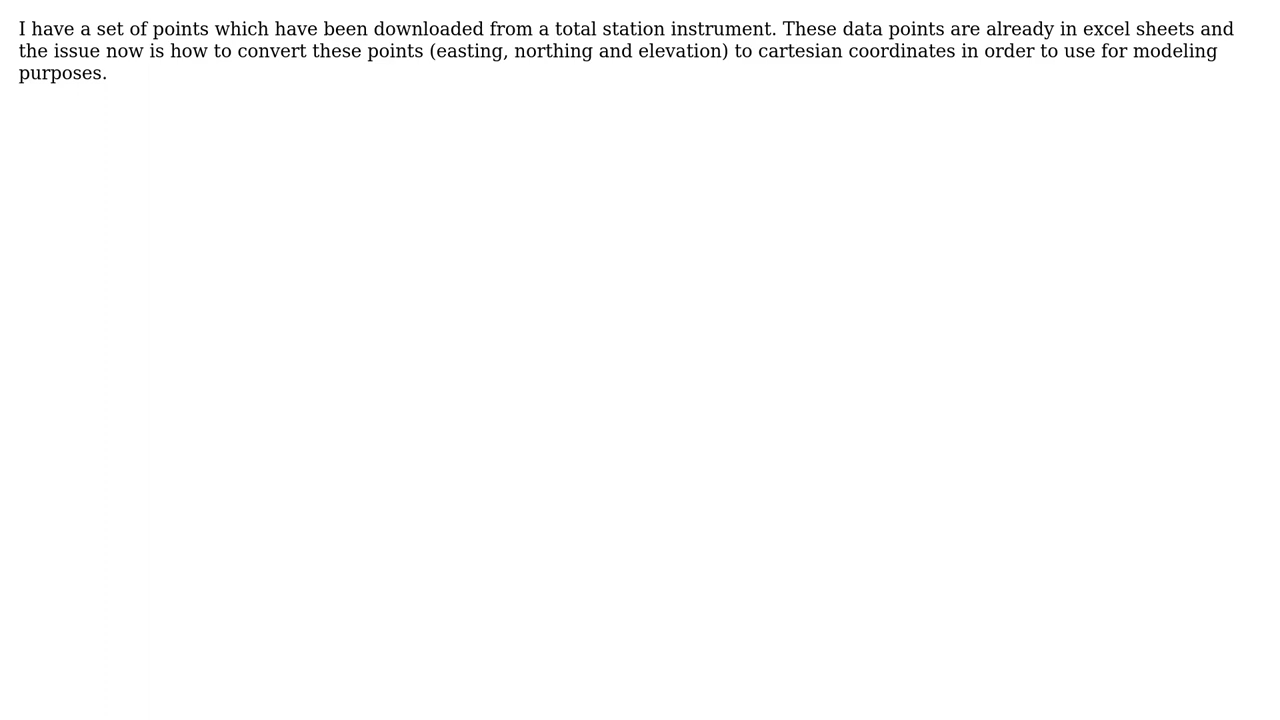 I have a set of points which have been downloaded from a total station instrument. These data points are already in excel sheets and
the issue now is how to convert these points (easting, northing and elevation) to cartesian coordinates in order to use for modeling
purposes.